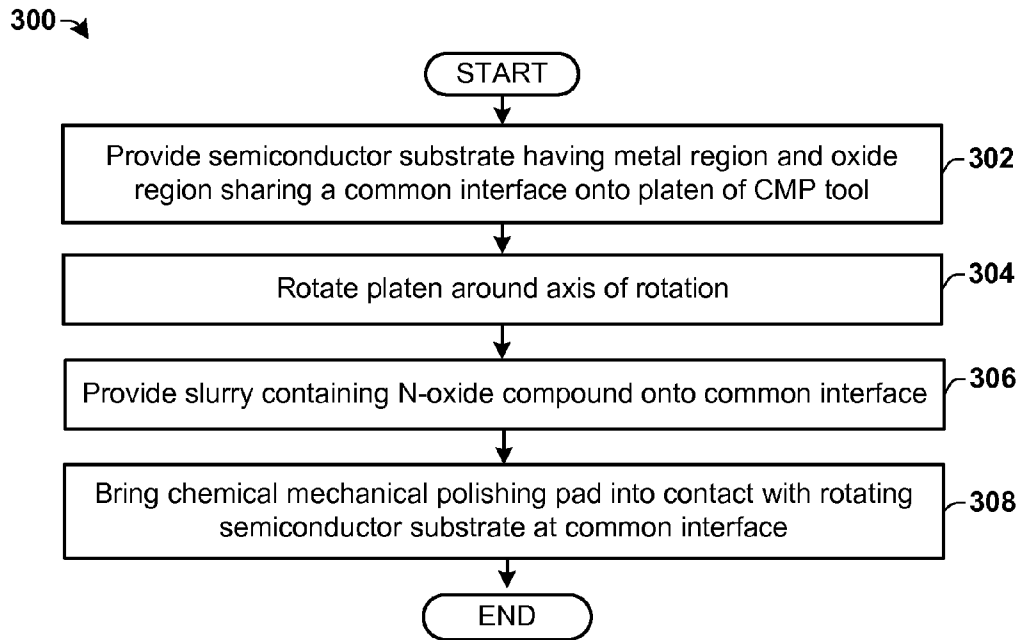 300
START
Provide semiconductor substrate having metal region and oxide
region sharing a common interface onto platen of CMP tool
302
Rotate platen around axis of rotation
304
Provide slurry containing N-oxide compound onto common interface
306
Bring chemical mechanical polishing pad into contact with rotating
semiconductor substrate at common interface
308
END